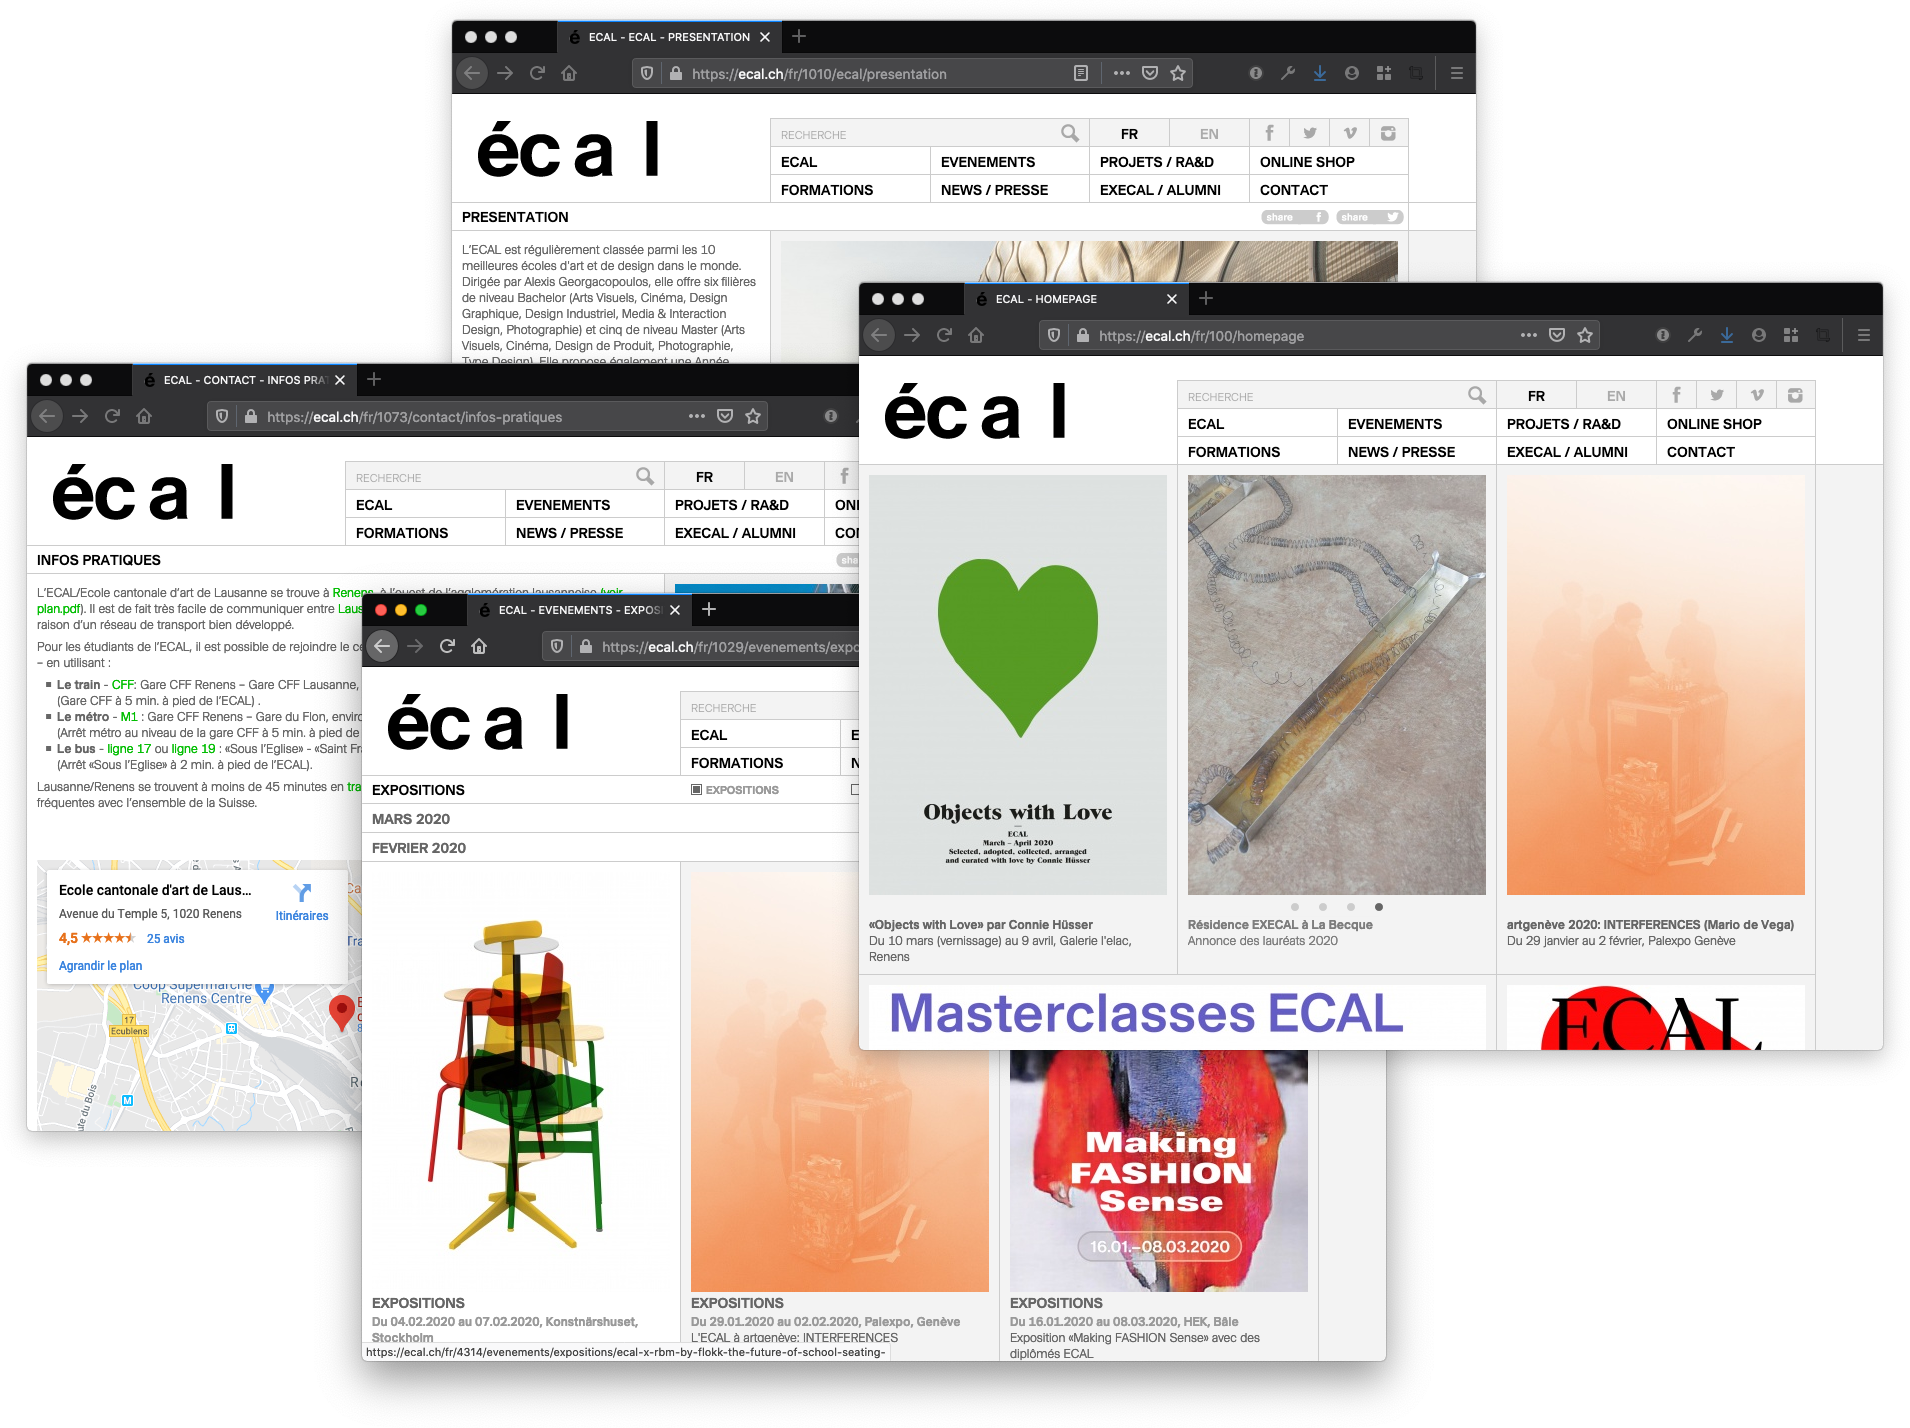 ECAL - ECAL - PRESENTATION
https://ecal.ch/fr/1010/ecal/presentation
éc a l
RECHERCHE
FR
EN
ECAL
EVENEMENTS
PROJETS / RA&D
ONLINE SHOP
FORMATIONS
NEWS / PRESSE
EXECAL / ALUMNI
CONTACT
PRESENTATION
share
share
L'ECAL est régulièrement classée parmi les 10
meilleures écoles d'art et de design dans le monde.
Dirigée par Alexis Georgacopoulos, elle offre six filières
de niveau Bachelor (Arts Visuels, Cinéma, Design
Graphique, Design Industriel, Media & Interaction
Design, Photographie) et cinq de niveau Master (Arts
Visuels, Cinéma, Design de Produit, Photographie,
Type Design). Elle propose également une Année
ECAL - HOMEPAGE
https://ecal.ch/fr/100/homepage
éc a l
RECHERCHE
FR
EN
ECAL
EVENEMENTS
PROJETS / RA&D
ONLINE SHOP
FORMATIONS
NEWS / PRESSE
EXECAL / ALUMNI
CONTACT
Objects with Love
ECAL
March – April 2020
Selected, adopted, collected, arranged
and curated with love by Connie Hüsser
«Objects with Love» par Connie Hüsser
Du 10 mars (vernissage) au 9 avril, Galerie l'elac,
Renens
Résidence EXECAL à La Becque
Annonce des lauréats 2020
artgenève 2020: INTERFERENCES (Mario de Vega)
Du 29 janvier au 2 février, Palexpo Genève
Masterclasses ECAL
ECAL
ECAL - CONTACT - INFOS PRAT
https://ecal.ch/fr/1073/contact/infos-pratiques
éc a l
RECHERCHE
FR
EN
ECAL
EVENEMENTS
PROJETS / RA&D
ONL
FORMATIONS
NEWS / PRESSE
EXECAL / ALUMNI
CO
INFOS PRATIQUES
sha
L'ECAL/Ecole cantonale d'art de Lausanne se trouve à Renens, à l'ouest de l'agglomération lausannoise (voir
plan.pdf). Il est de fait très facile de communiquer entre Laus
raison d'un réseau de transport bien développé.
Pour les étudiants de l'ECAL, il est possible de rejoindre le ce
– en utilisant :
Le train - CFF: Gare CFF Renens – Gare CFF Lausanne,
(Gare CFF à 5 min. à pied de l'ECAL) .
Le métro - M1 : Gare CFF Renens – Gare du Flon, enviro
(Arrêt métro au niveau de la gare CFF à 5 min. à pied de
Le bus - ligne 17 ou ligne 19 : «Sous l'Eglise» - «Saint Fra
(Arrêt «Sous l'Eglise» à 2 min. à pied de l'ECAL).
Lausanne/Renens se trouvent à moins de 45 minutes en tra
fréquentes avec l'ensemble de la Suisse.
Ecole cantonale d'art de Laus...
Avenue du Temple 5, 1020 Renens
Itinéraires
4,5
25 avis
Agrandir le plan
Coop Supermarché
Renens Centre
17
Ecublens
M
ECAL - EVENEMENTS - EXPOSI
https://ecal.ch/fr/1029/evenements/expo
éc a l
RECHERCHE
ECAL
E
FORMATIONS
N
EXPOSITIONS
EXPOSITIONS
MARS 2020
FEVRIER 2020
Making
FASHION
Sense
16.01.–08.03.2020
EXPOSITIONS
Du 04.02.2020 au 07.02.2020, Konstnärshuset,
Stockholm
EXPOSITIONS
Du 29.01.2020 au 02.02.2020, Palexpo, Genève
L'ECAL à artgenève: INTERFERENCES
EXPOSITIONS
Du 16.01.2020 au 08.03.2020, HEK, Bâle
Exposition «Making FASHION Sense» avec des
diplômés ECAL
https://ecal.ch/fr/4314/evenements/expositions/ecal-x-rbm-by-flokk-the-future-of-school-seating-